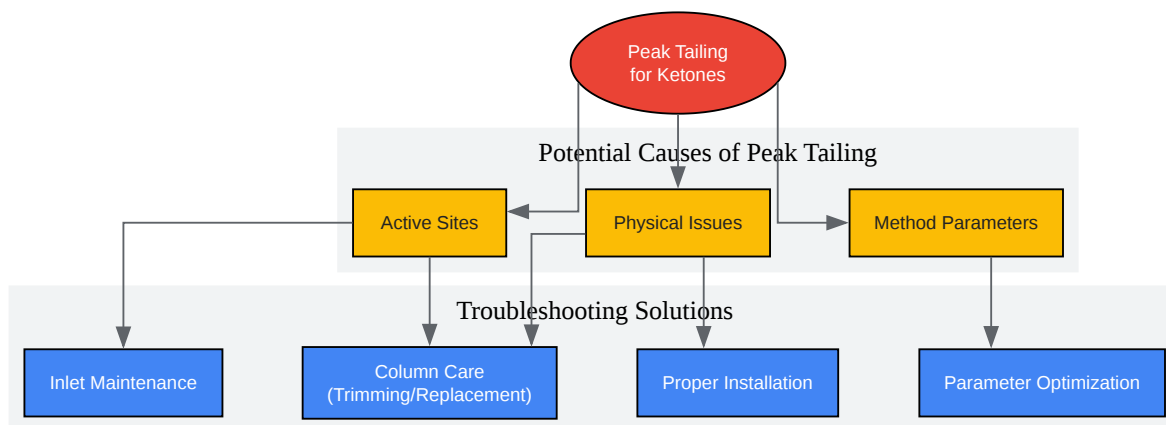 Peak Tailing
for Ketones
Potential Causes of Peak Tailing
Active Sites
Physical Issues
Method Parameters
Troubleshooting Solutions
Inlet Maintenance
Column Care
(Trimming/Replacement)
Proper Installation
Parameter Optimization